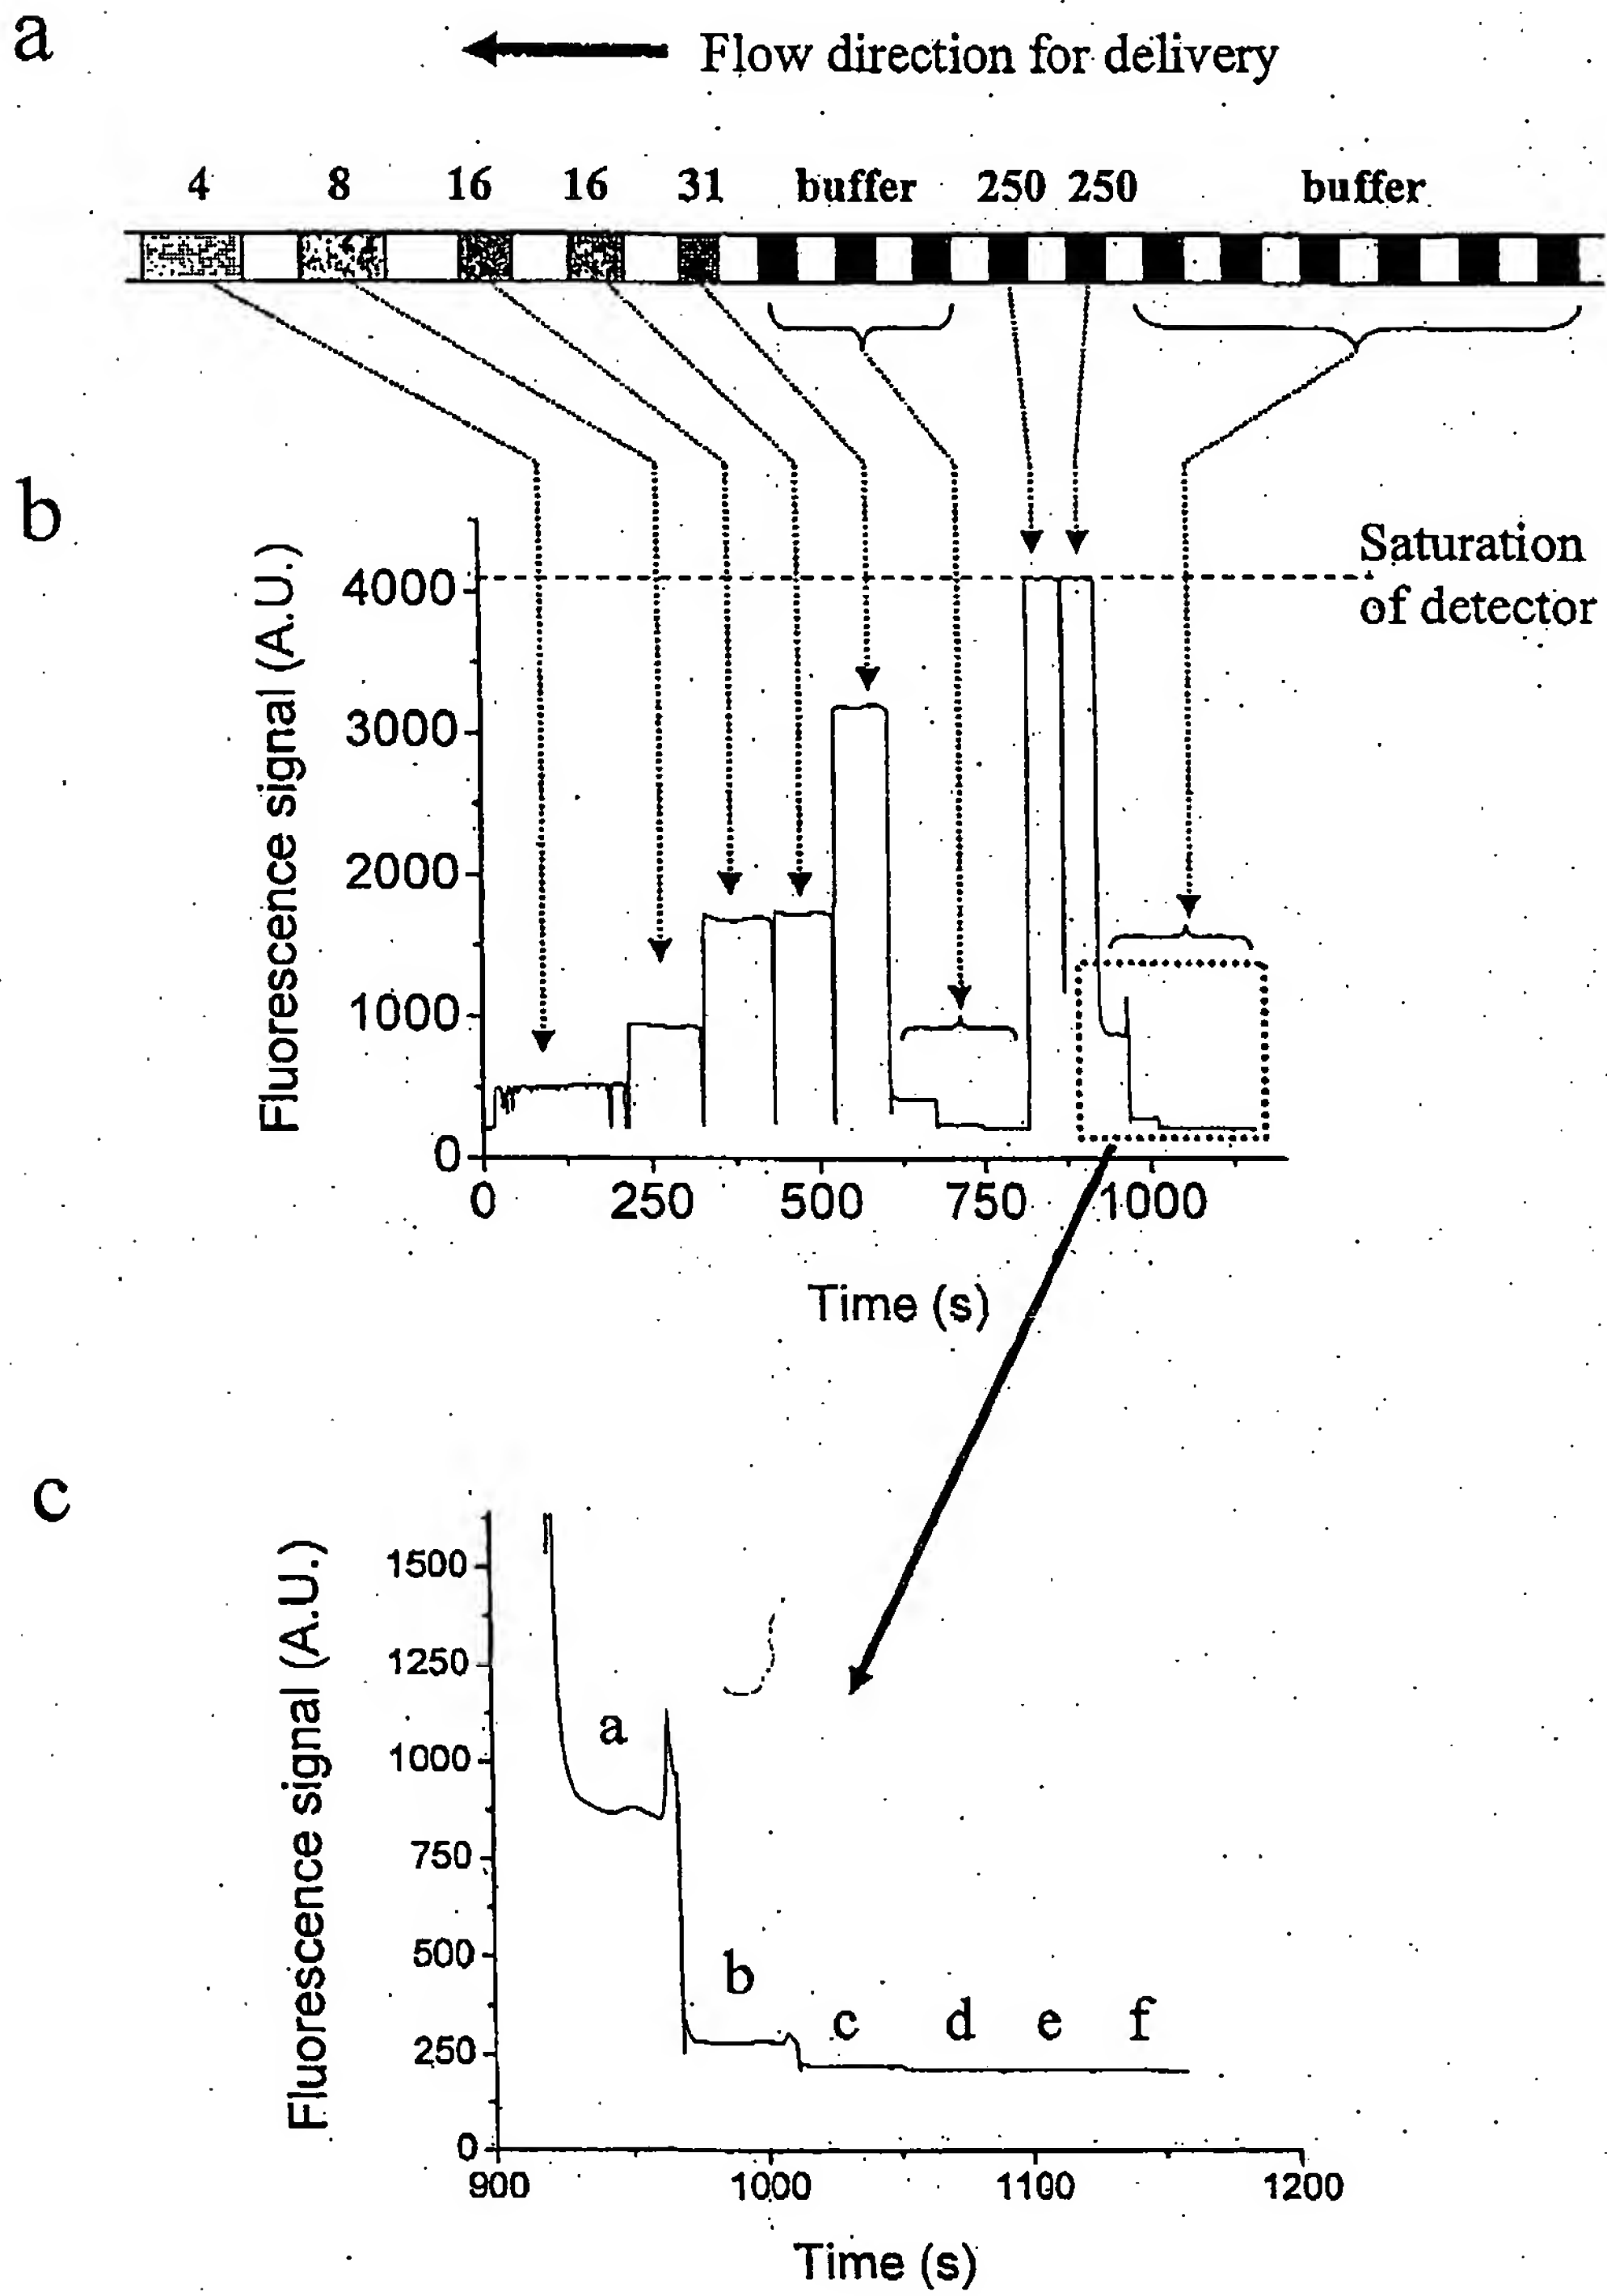 a
Flow direction for delivery
4 8 16 16 31 buffer 250 250 buffer
b
Saturation
of detector
Fluorescence signal (A.U.)
4000
3000
2000
1000
0
0 250 500 750 1000
Time (s)
c
Fluorescence signal (A.U.)
1500
1250
1000
750
500
250
0
a
b
c d e f
900 1000 1100 1200
Time (s)